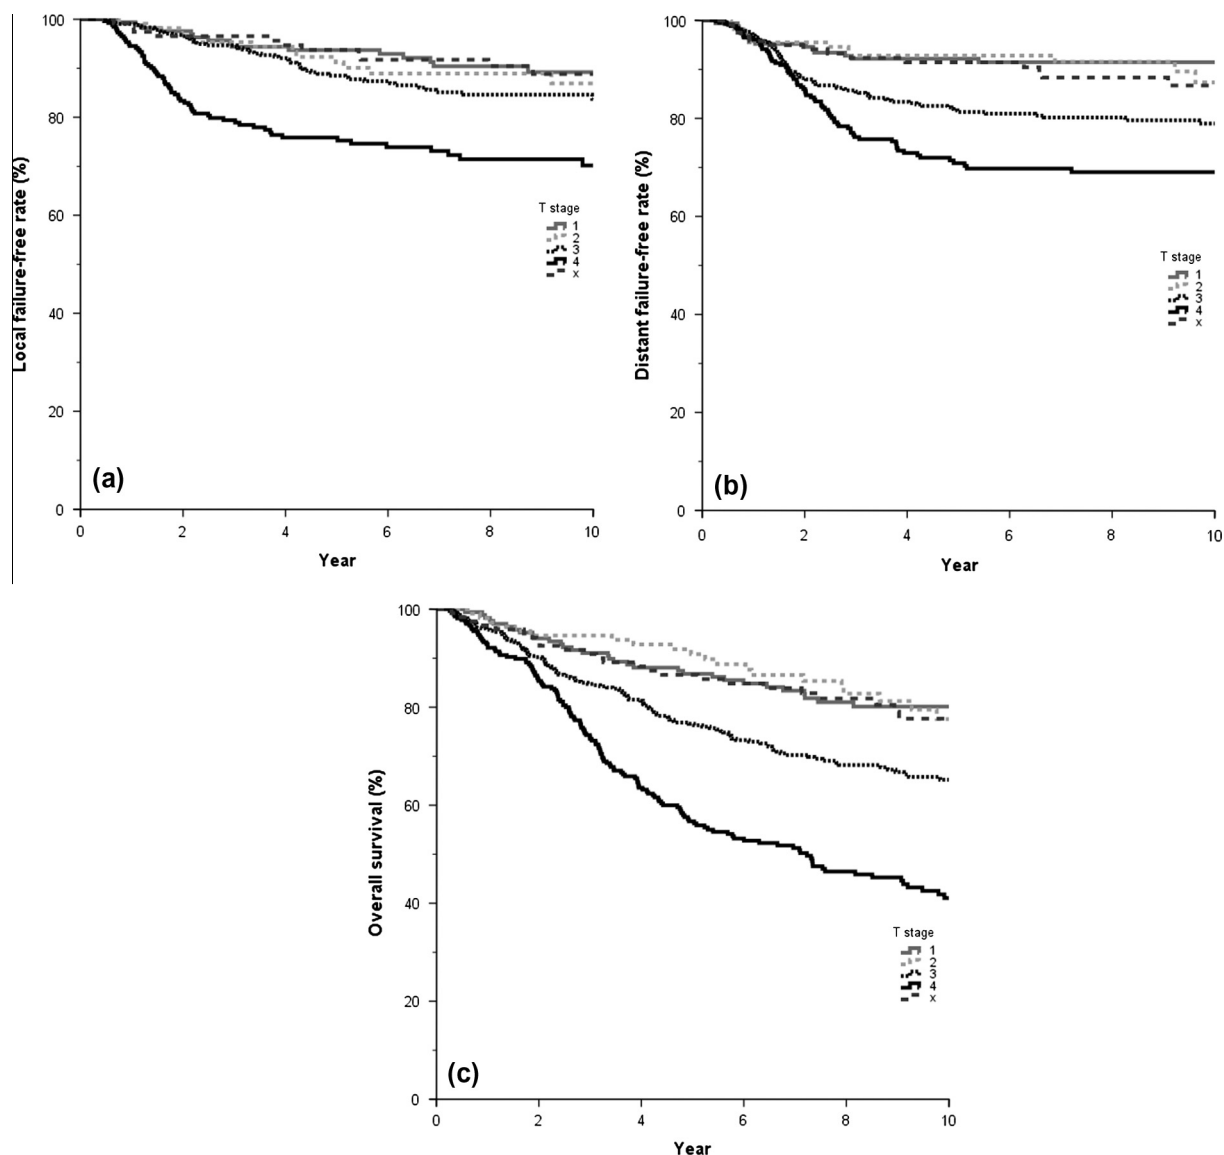 100
80
60
40
20
0
Local failure-free rate (%)
T stage
1
2
3
4
x
(a)
0 2 4 6 8 10
Year
100
80
60
40
20
0
Distant failure-free rate (%)
T stage
1
2
3
4
x
(b)
0 2 4 6 8 10
Year
100
80
60
40
20
0
Overall survival (%)
T stage
1
2
3
4
x
(c)
0 2 4 6 8 10
Year